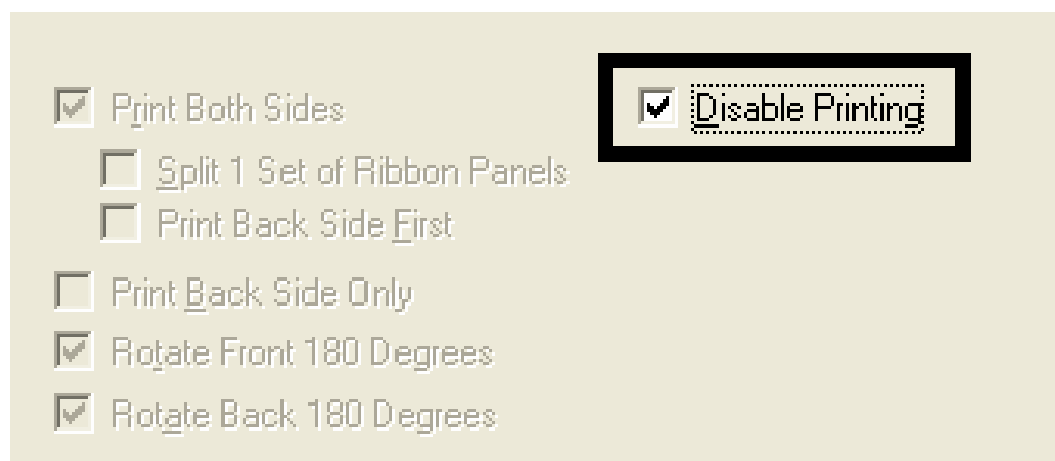 Print Both Sides
Disable Printing
Split 1 Set of Ribbon Panels
Print Back Side First
Print Back Side Only
Rotate Front 180 Degrees
Rotate Back 180 Degrees